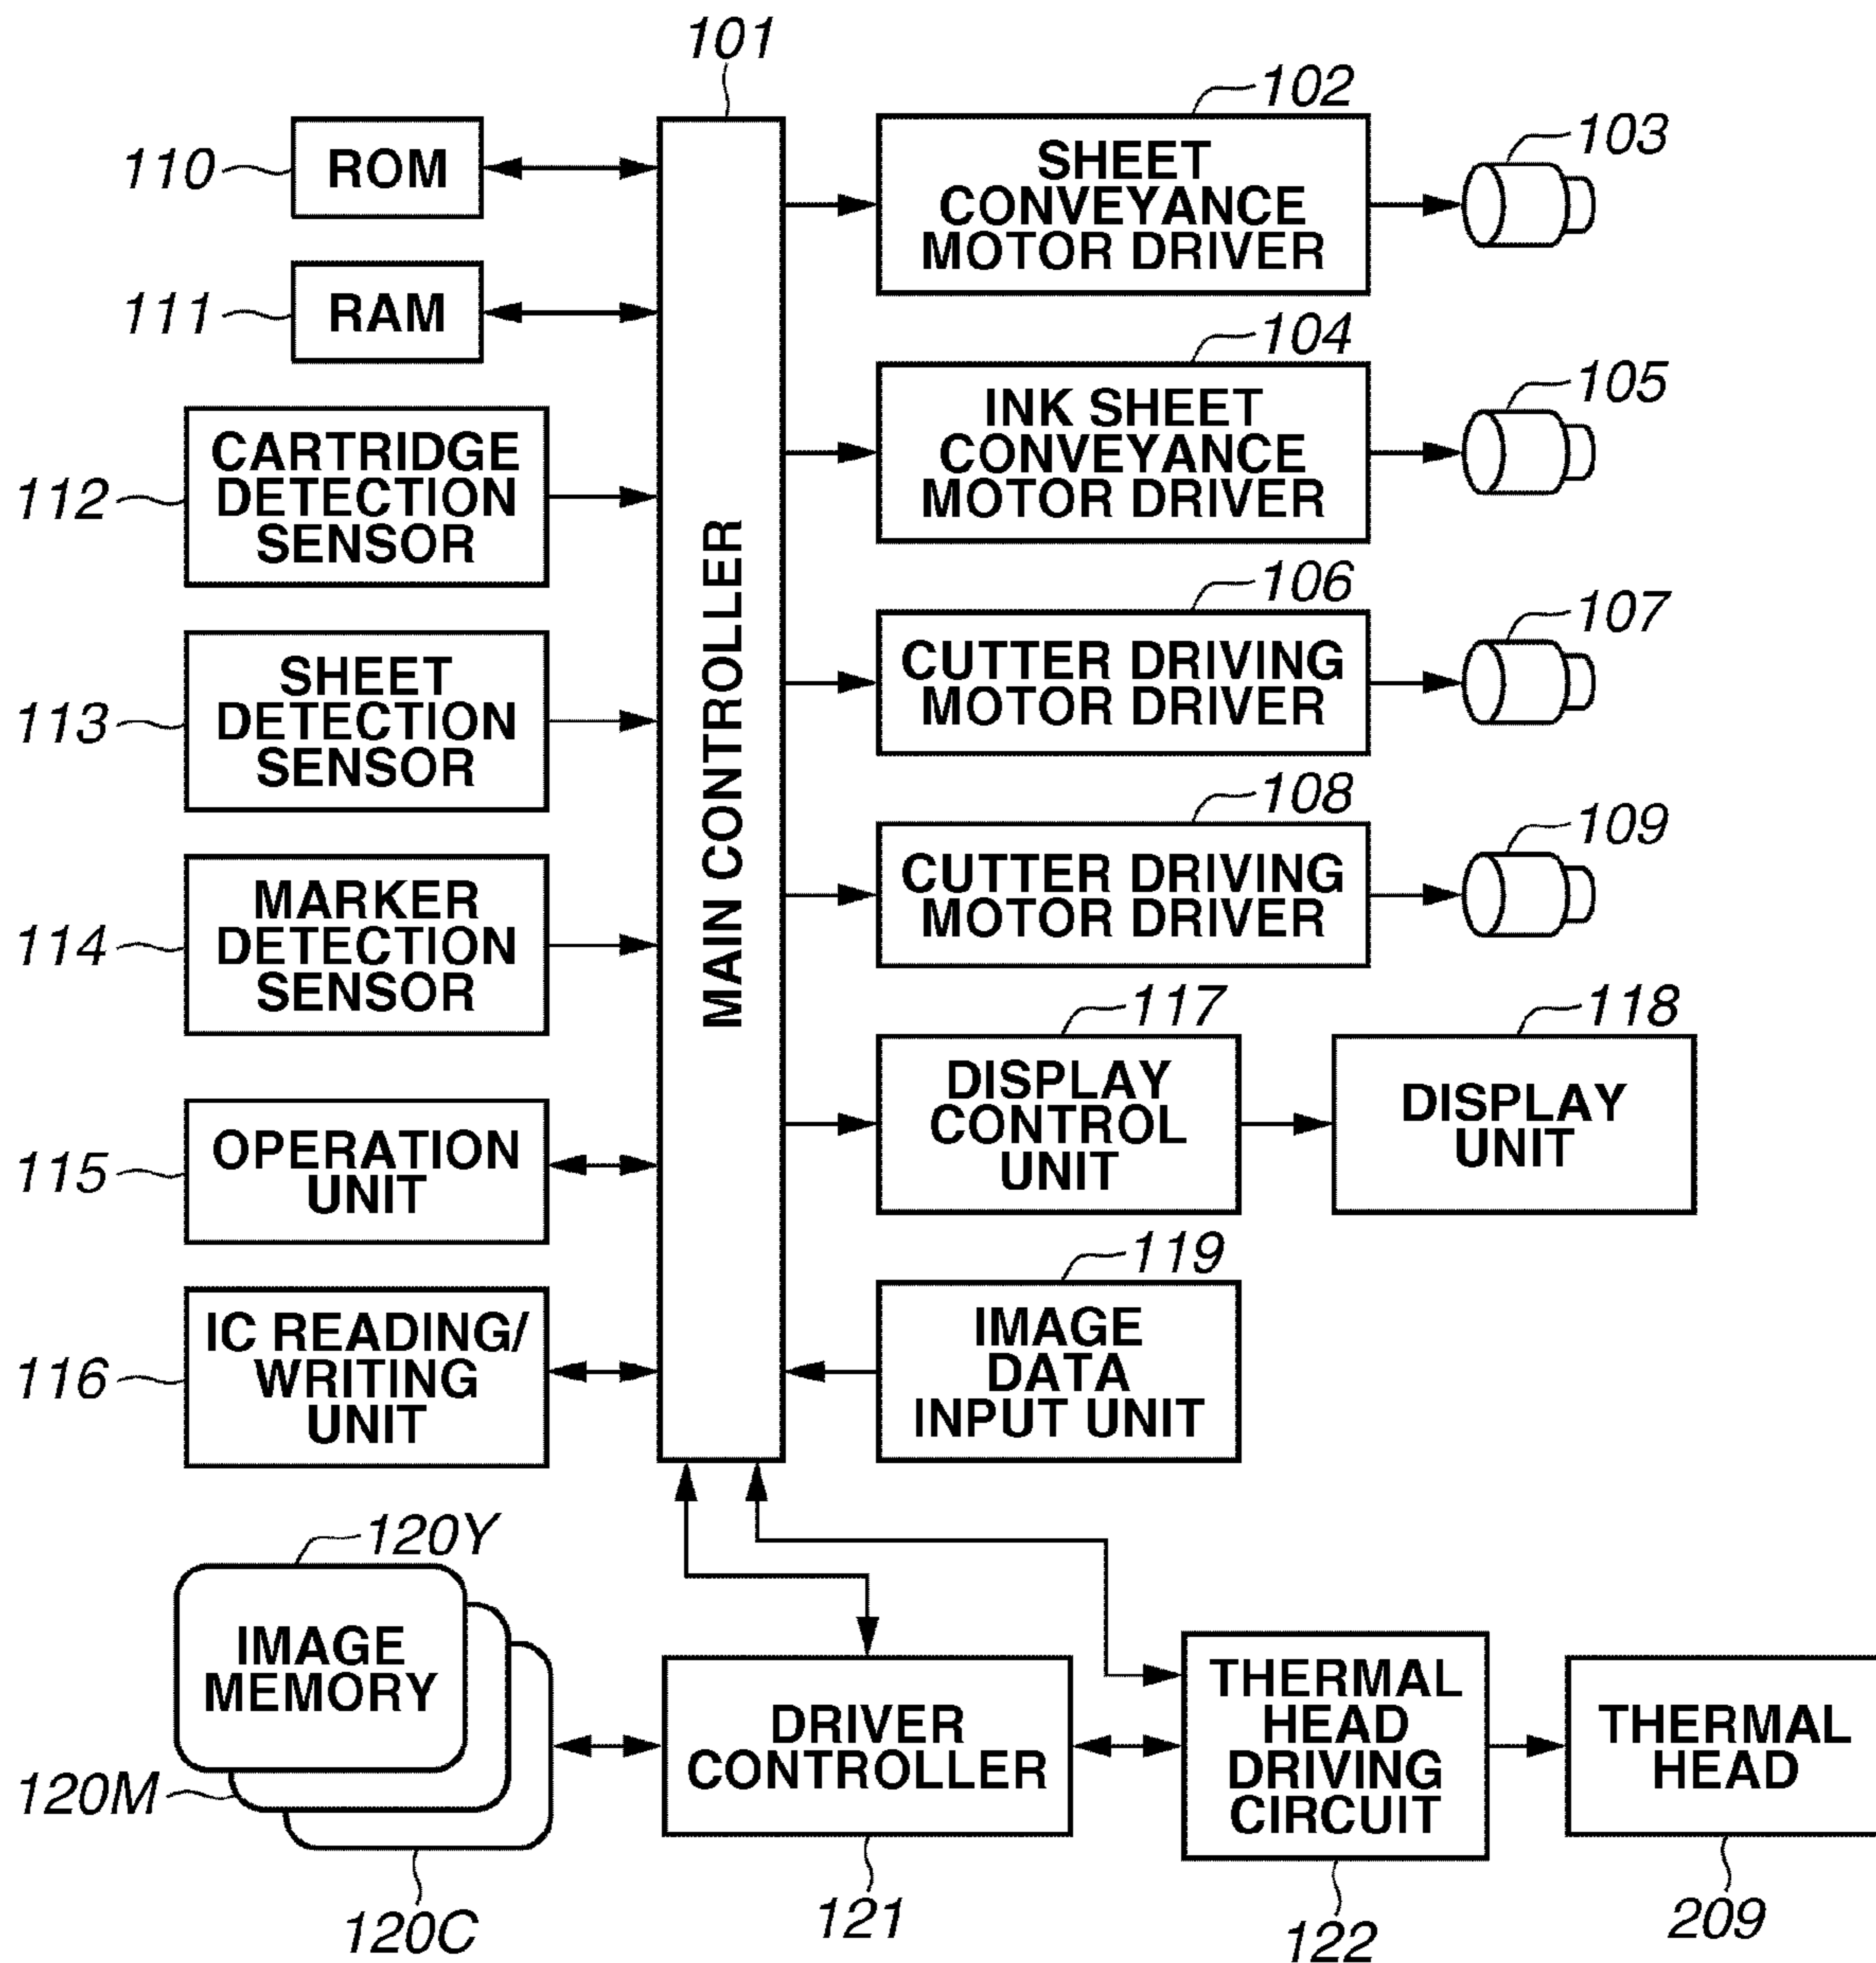 101
102
103
110
ROM
SHEET
CONVEYANCE
MOTOR DRIVER
111
RAM
104
105
INK SHEET
CONVEYANCE
MOTOR DRIVER
112
CARTRIDGE
DETECTION
SENSOR
106
107
CUTTER DRIVING
MOTOR DRIVER
113
SHEET
DETECTION
SENSOR
MAIN CONTROLLER
108
109
CUTTER DRIVING
MOTOR DRIVER
114
MARKER
DETECTION
SENSOR
117
118
DISPLAY
CONTROL
UNIT
DISPLAY
UNIT
115
OPERATION
UNIT
119
IMAGE
DATA
INPUT UNIT
116
IC READING/
WRITING
UNIT
120Y
IMAGE
MEMORY
120M
120C
DRIVER
CONTROLLER
121
THERMAL
HEAD
DRIVING
CIRCUIT
122
THERMAL
HEAD
209